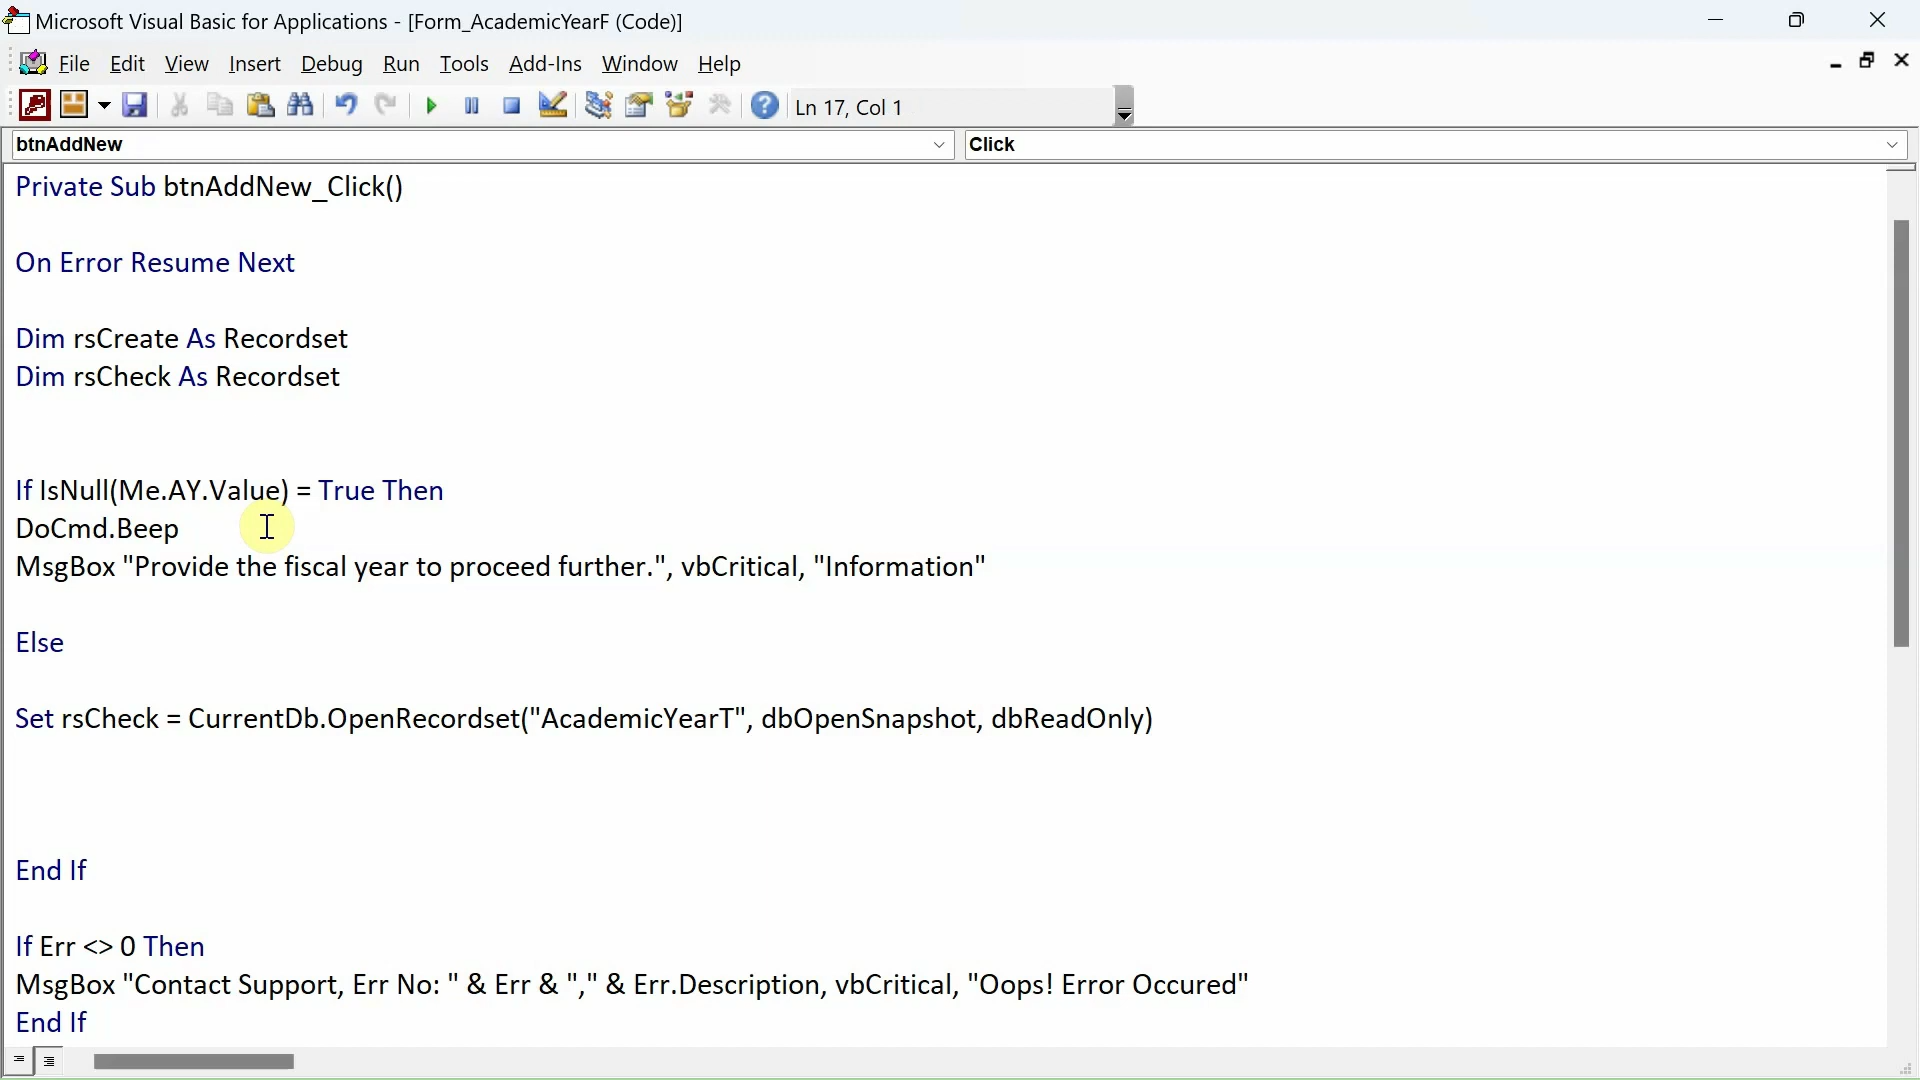 Microsoft Visual Basic for Applications - [Form_AcademicYearF (Code)]
File Edit View Insert Debug Run Tools Add-Ins Window Help
Ln 17, Col 1
btnAddNew Click
Private Sub btnAddNew_Click()
On Error Resume Next
Dim rsCreate As Recordset
Dim rsCheck As Recordset
If IsNull(Me.AY.Value) = True Then
DoCmd.Beep
MsgBox "Provide the fiscal year to proceed further.", vbCritical, "Information"
Else
Set rsCheck = CurrentDb.OpenRecordset("AcademicYearT", dbOpenSnapshot, dbReadOnly)
End If
If Err <> 0 Then
MsgBox "Contact Support, Err No: " & Err & "," & Err.Description, vbCritical, "Oops! Error Occured"
End If